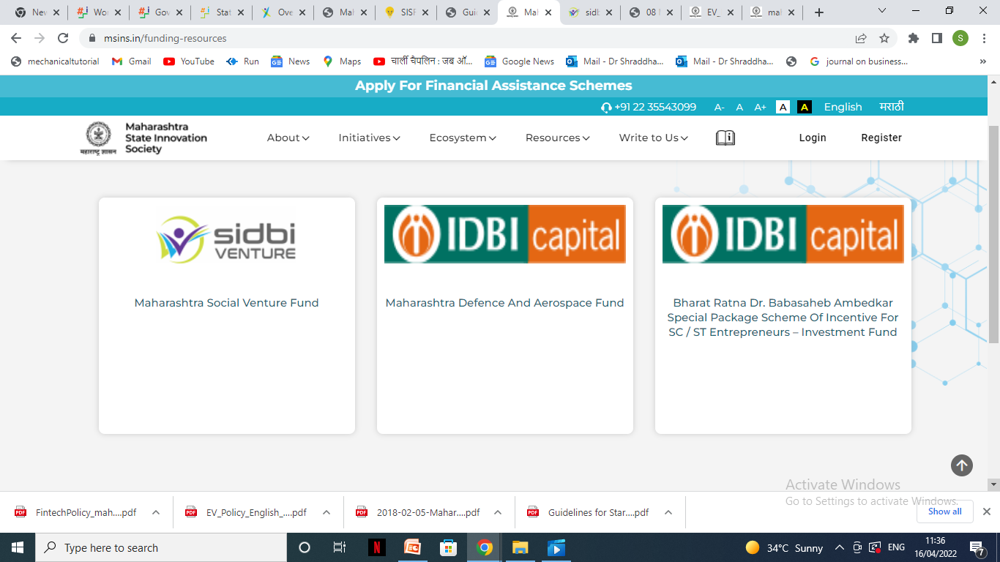 New
Wor
Gov
Stat
Ove
Mal
SISF
Guid
Mal
sidb
08 M
EV_
mal
msins.in/funding-resources
S
mechanicaltutorial
Gmail
YouTube
Run
News
Maps
चार्ली चैपलिन : जब ऑ...
Google News
Mail - Dr Shraddha...
Mail - Dr Shraddha...
journal on business...
Apply For Financial Assistance Schemes
+91 22 35543099 A- A A+ A A English मराठी
महाराष्ट्र शासन
Maharashtra
State Innovation
Society
About Initiatives Ecosystem Resources Write to Us Login Register
sidbi
VENTURE
Maharashtra Social Venture Fund
IDBI capital
Maharashtra Defence And Aerospace Fund
IDBI capital
Bharat Ratna Dr. Babasaheb Ambedkar
Special Package Scheme Of Incentive For
SC / ST Entrepreneurs – Investment Fund
Activate Windows
Go to Settings to activate Windows.
FintechPolicy_mah....pdf
EV_Policy_English_....pdf
2018-02-05-Mahar....pdf
Guidelines for Star....pdf
Show all
Type here to search
34°C Sunny
ENG
11:36
16/04/2022
7